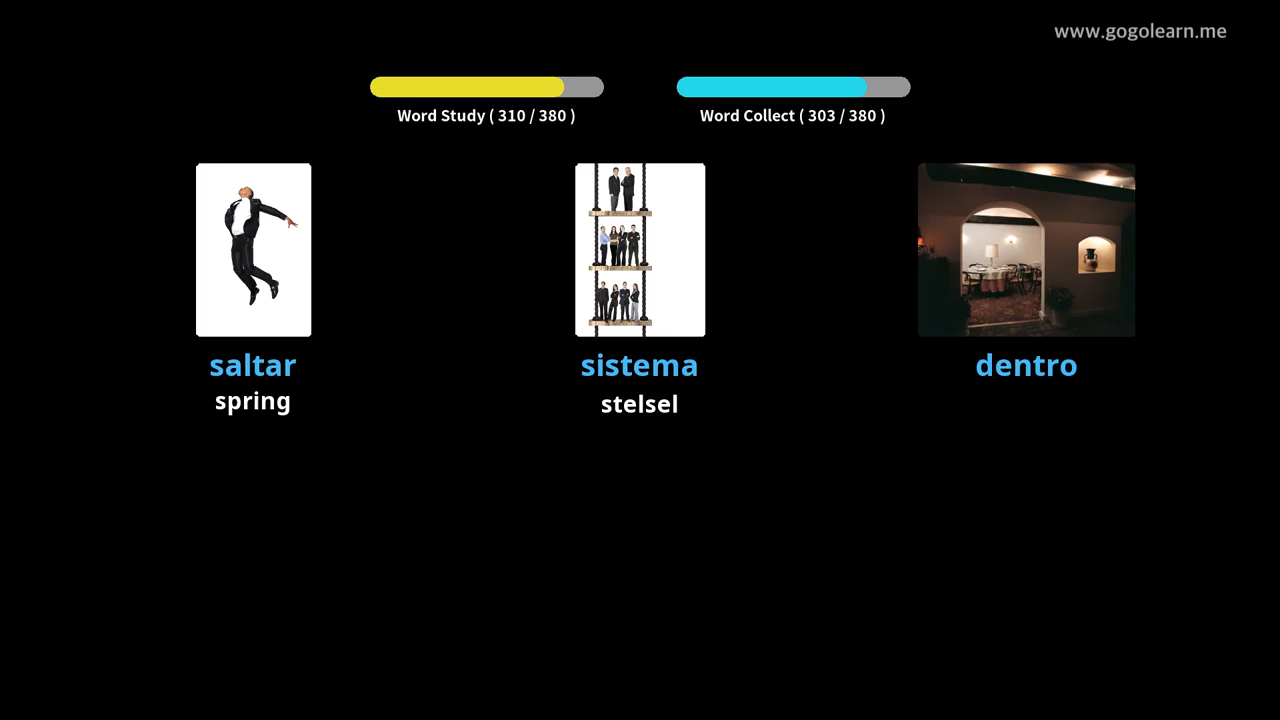 www.gogolearn.me
Word Study ( 310 / 380 )
Word Collect ( 303 / 380 )
saltar
spring
sistema
stelsel
dentro